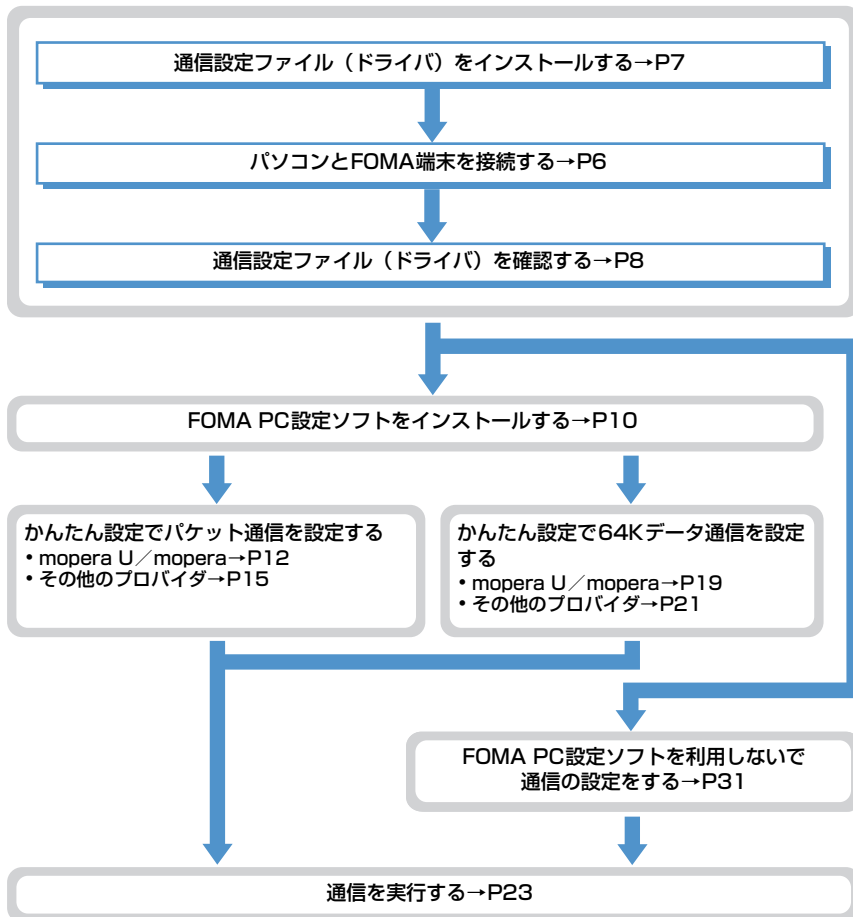 通信設定ファイル（ドライバ）をインストールする→P7
パソコンとFOMA端末を接続する→P6
通信設定ファイル（ドライバ）を確認する→P8
FOMA PC設定ソフトをインストールする→P10
かんたん設定でパケット通信を設定する
• mopera U／mopera→P12
• その他のプロバイダ→P15
かんたん設定で64Kデータ通信を設定
する
• mopera U／mopera→P19
• その他のプロバイダ→P21
FOMA PC設定ソフトを利用しないで
通信の設定をする→P31
通信を実行する→P23